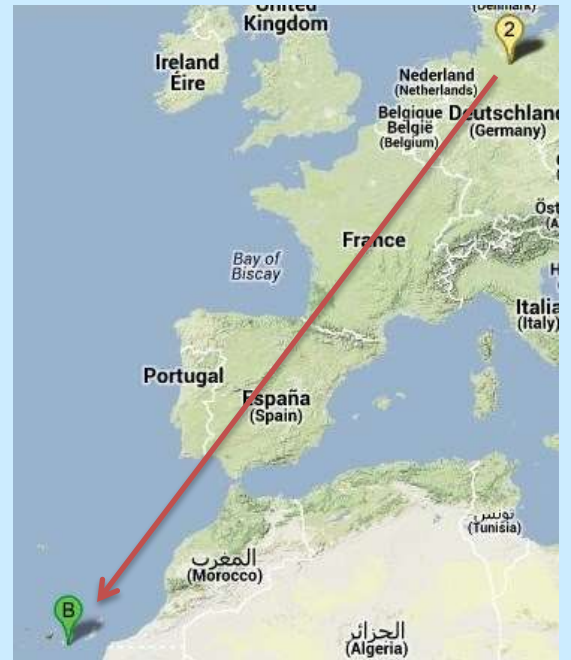 United
Kingdom
(Denmark)
2
Ireland
Éire
Nederland
(Netherlands)
Belgique
België
(Belgium)
Deutschland
(Germany)
France
Bay of
Biscay
Italia
(Italy)
Portugal
España
(Spain)
تونس
(Tunisia)
المغرب
(Morocco)
B
الجزائر
(Algeria)